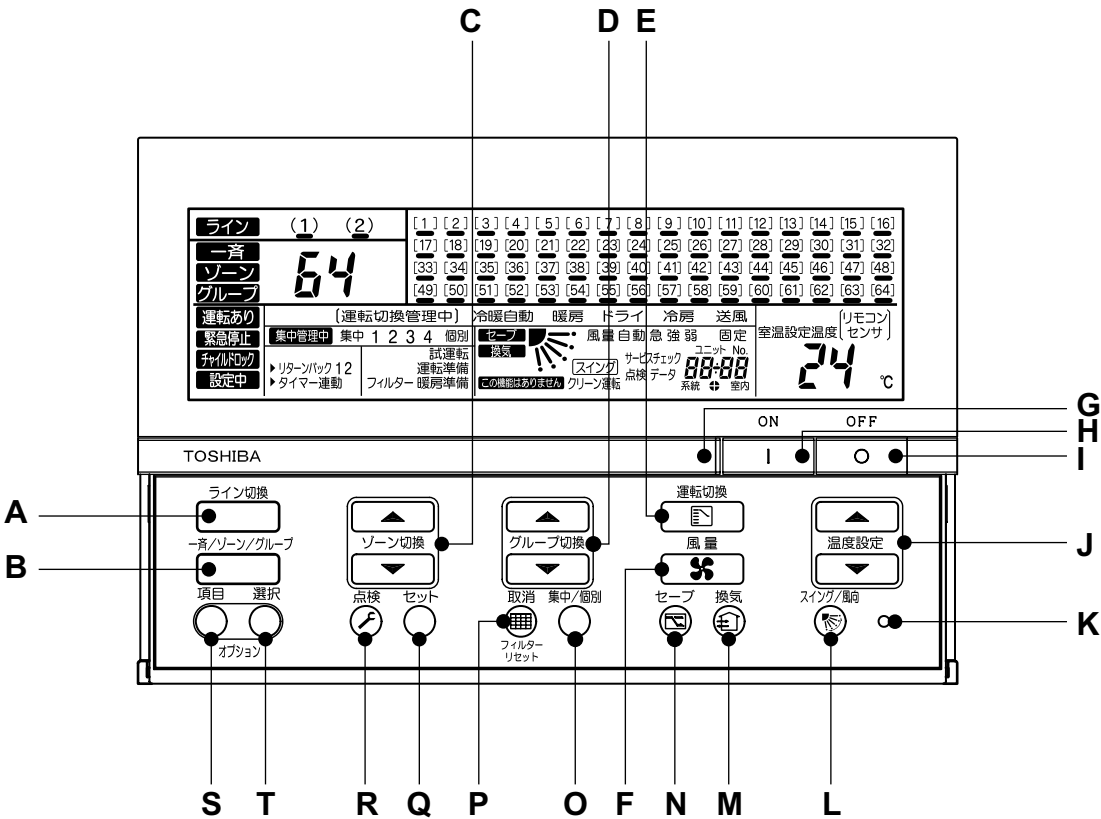 C D E
ライン (1) (2) [1] [2] [3] [4] [5] [6] [7] [8] [9] [10] [11] [12] [13] [14] [15] [16]
一斉 64 [17] [18] [19] [20] [21] [22] [23] [24] [25] [26] [27] [28] [29] [30] [31] [32]
ゾーン [33] [34] [35] [36] [37] [38] [39] [40] [41] [42] [43] [44] [45] [46] [47] [48]
グループ [49] [50] [51] [52] [53] [54] [55] [56] [57] [58] [59] [60] [61] [62] [63] [64]
運転あり [運転切換管理中] 冷暖自動 暖房 ドライ 冷房 送風 リモコン
緊急停止 集中管理中 集中 1 2 3 4 個別 セーブ 風量 自動 急 強 弱 固定 室温設定温度 センサ
チャイルドロック 試運転 換気 ユニット No.
▶リターンバック 1 2 運転準備 スイング サービスチェック 88:88 24 ℃
設定中 ▶タイマー連動 フィルター 暖房準備 この機能はありません クリーン運転 点検 データ 系統 室内
ON OFF
G
H
I
TOSHIBA
A ライン切換 運転切換
ゾーン切換 グループ切換 温度設定 J
B 一斉/ゾーン/グループ 風量
項目 選択 点検 セット 取消 集中/個別 セーブ 換気 スイング/風向
K
オプション フィルター
リセット
S T R Q P O F N M L